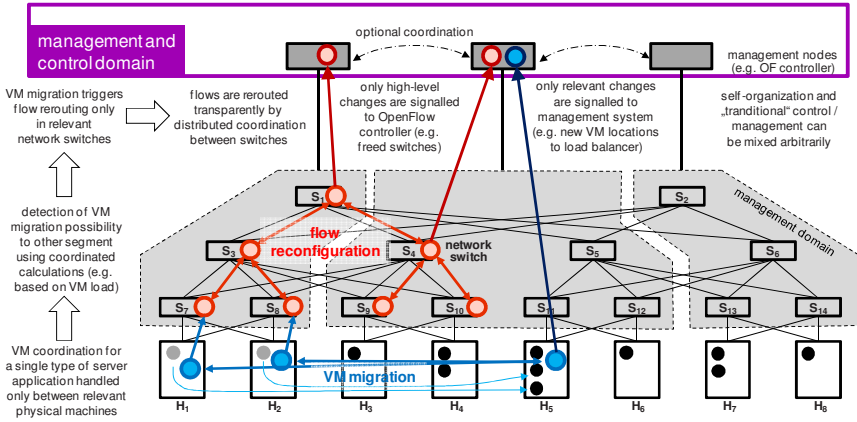 management and
control domain
optional coordination
management nodes
(e.g. OF controller)
VM migration triggers
flow rerouting only
in relevant
network switches
flows are rerouted
transparently by
distributed coordination
between switches
only high-level
changes are signalled
to OpenFlow
controller (e.g.
freed switches)
only relevant changes
are signalled to
management system
(e.g. new VM locations
to load balancer)
self-organization and
„tranditional“ control /
management can
be mixed arbitrarily
detection of VM
migration possibility
to other segment
using coordinated
calculations (e.g.
based on VM load)
S1
S2
management domain
flow
reconfiguration
network
switch
S3
S4
S5
S6
S7
S8
S9
S10
S11
S12
S13
S14
VM coordination for
a single type of server
application handled
only between relevant
physical machines
VM migration
H1
H2
H3
H4
H5
H6
H7
H8